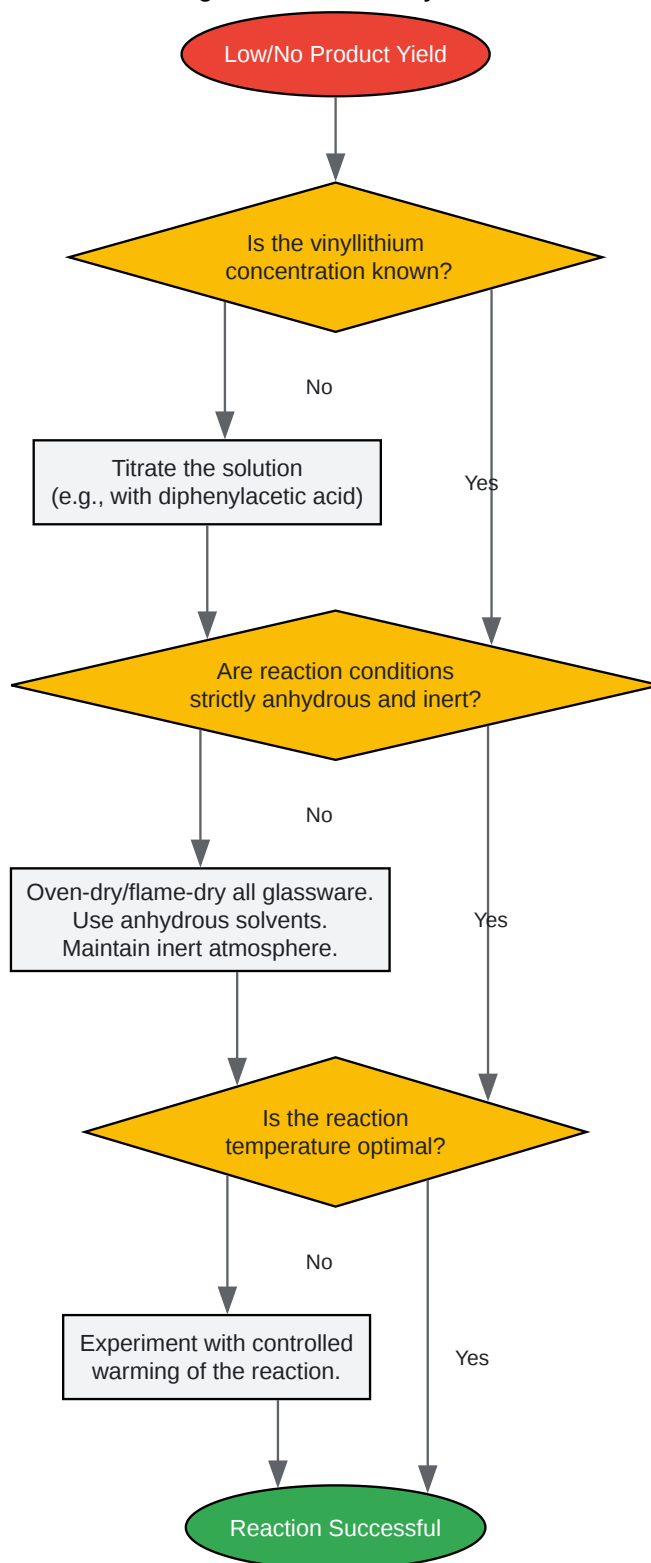 Low/No Product Yield
Is the vinyllithium
concentration known?
No
Titrate the solution
(e.g., with diphenylacetic acid)
Yes
Are reaction conditions
strictly anhydrous and inert?
No
Oven-dry/flame-dry all glassware.
Use anhydrous solvents.
Maintain inert atmosphere.
Yes
Is the reaction
temperature optimal?
No
Experiment with controlled
warming of the reaction.
Yes
Reaction Successful